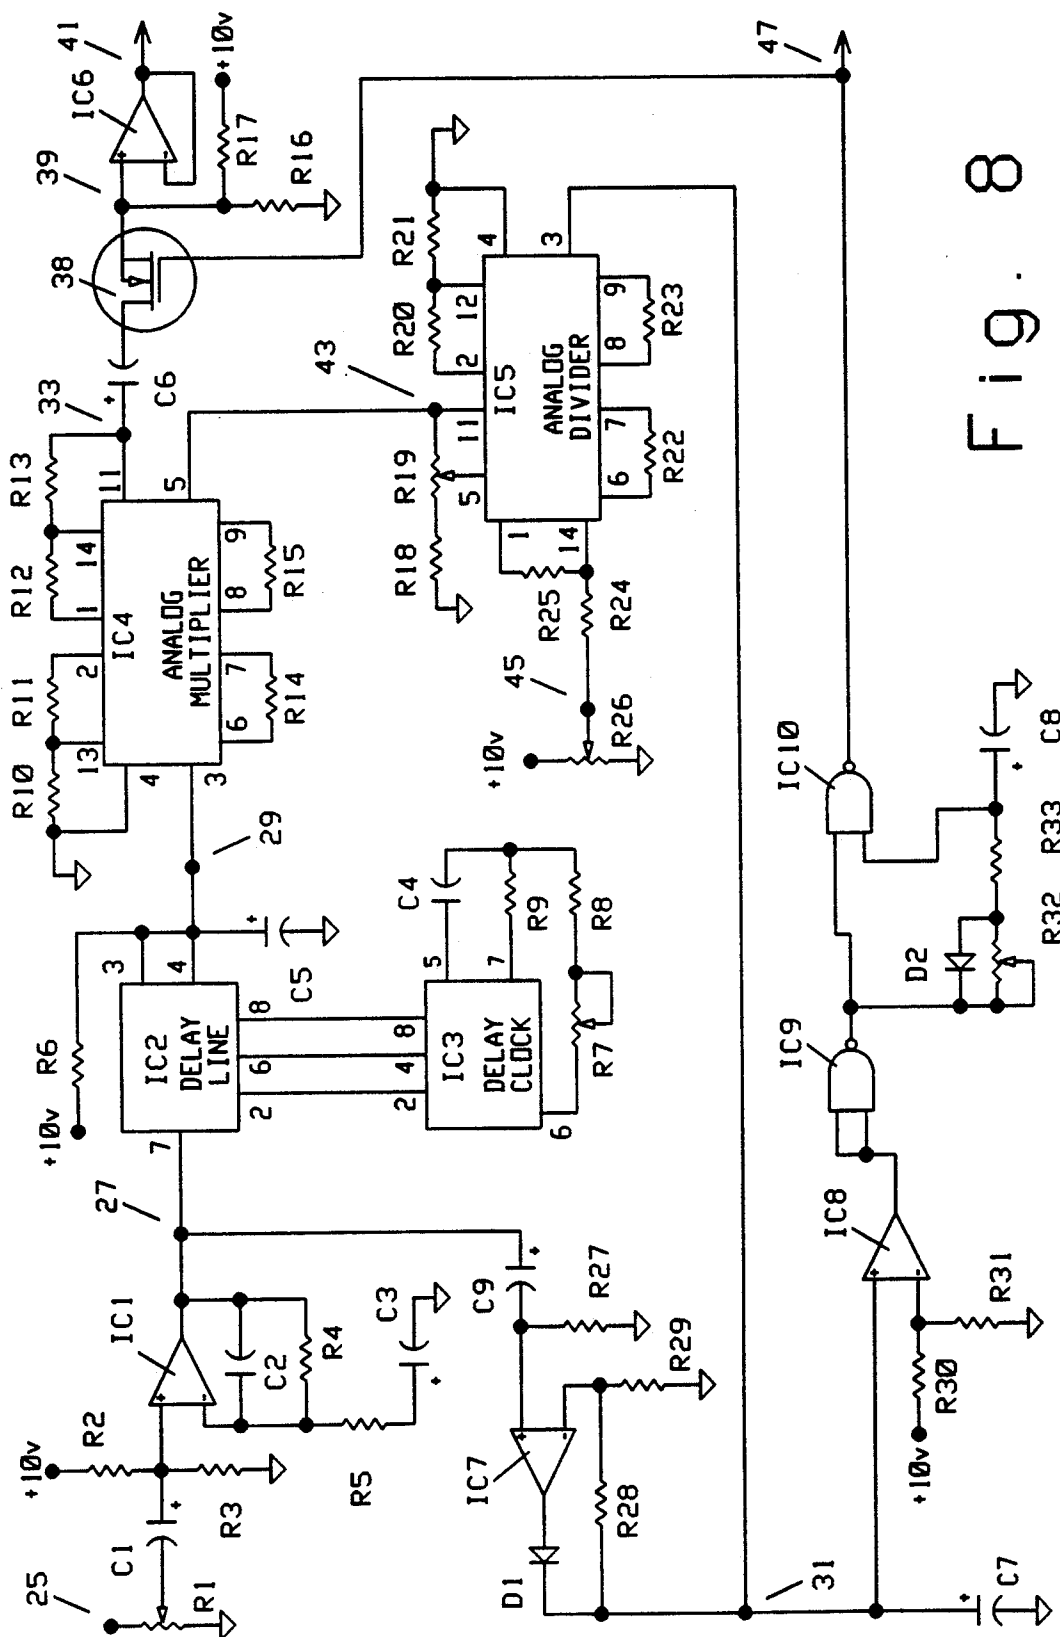 25
C1
R1
+10v
R2
R3
IC1
+
-
C2
R4
R5
C3
+
27
+10v
R6
IC2
DELAY
LINE
7
3
4
2
6
8
C5
+
29
IC3
DELAY
CLOCK
2
4
8
6
5
7
C4
R9
R8
R7
R10
R11
R12
R13
13
2
1
14
IC4
ANALOG
MULTIPLIER
4
3
11
5
6
7
8
9
R14
R15
33
+
C6
38
39
IC6
+
-
41
+10v
R17
R16
43
R18
R19
R20
R21
5
11
2
12
4
3
IC5
ANALOG
DIVIDER
1
14
6
7
8
9
R22
R23
R25
R24
45
+10v
R26
47
C9
+
R27
IC7
+
-
R28
R29
D1
31
C7
+
IC8
+
-
+10v
R30
R31
IC9
D2
R32
R33
+
C8
IC10
Fig. 8